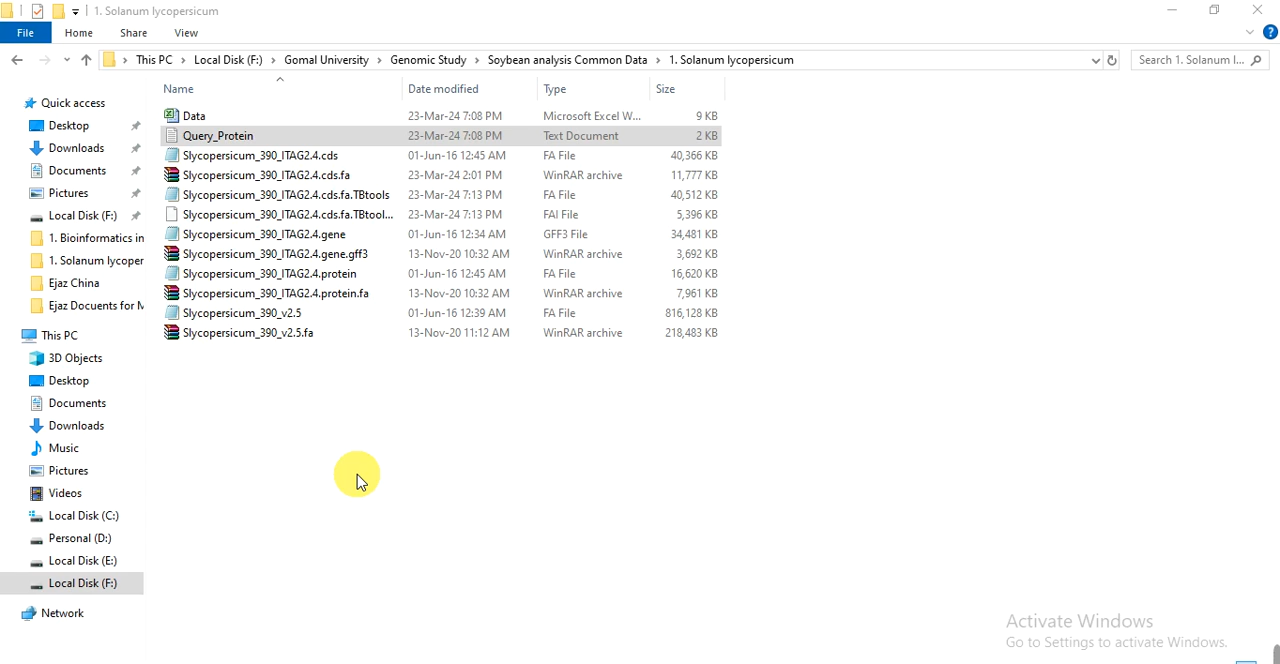 1. Solanum lycopersicum
File Home Share View
This PC Local Disk (F:) Gomal University Genomic Study Soybean analysis Common Data 1. Solanum lycopersicum Search 1. Solanum l...
Name Date modified Type Size
Quick access
Desktop
Downloads
Documents
Pictures
Local Disk (F:)
1. Bioinformatics in
1. Solanum lycoper
Ejaz China
Ejaz Docuents for M
This PC
3D Objects
Desktop
Documents
Downloads
Music
Pictures
Videos
Local Disk (C:)
Personal (D:)
Local Disk (E:)
Local Disk (F:)
Network
Data 23-Mar-24 7:08 PM Microsoft Excel W... 9 KB
Query_Protein 23-Mar-24 7:08 PM Text Document 2 KB
Slycopersicum_390_ITAG2.4.cds 01-Jun-16 12:45 AM FA File 40,366 KB
Slycopersicum_390_ITAG2.4.cds.fa 23-Mar-24 2:01 PM WinRAR archive 11,777 KB
Slycopersicum_390_ITAG2.4.cds.fa.TBtools 23-Mar-24 7:13 PM FA File 40,512 KB
Slycopersicum_390_ITAG2.4.cds.fa.TBtool... 23-Mar-24 7:13 PM FAI File 5,396 KB
Slycopersicum_390_ITAG2.4.gene 01-Jun-16 12:34 AM GFF3 File 34,481 KB
Slycopersicum_390_ITAG2.4.gene.gff3 13-Nov-20 10:32 AM WinRAR archive 3,692 KB
Slycopersicum_390_ITAG2.4.protein 01-Jun-16 12:45 AM FA File 16,620 KB
Slycopersicum_390_ITAG2.4.protein.fa 13-Nov-20 10:32 AM WinRAR archive 7,961 KB
Slycopersicum_390_v2.5 01-Jun-16 12:39 AM FA File 816,128 KB
Slycopersicum_390_v2.5.fa 13-Nov-20 11:12 AM WinRAR archive 218,483 KB
Activate Windows
Go to Settings to activate Windows.